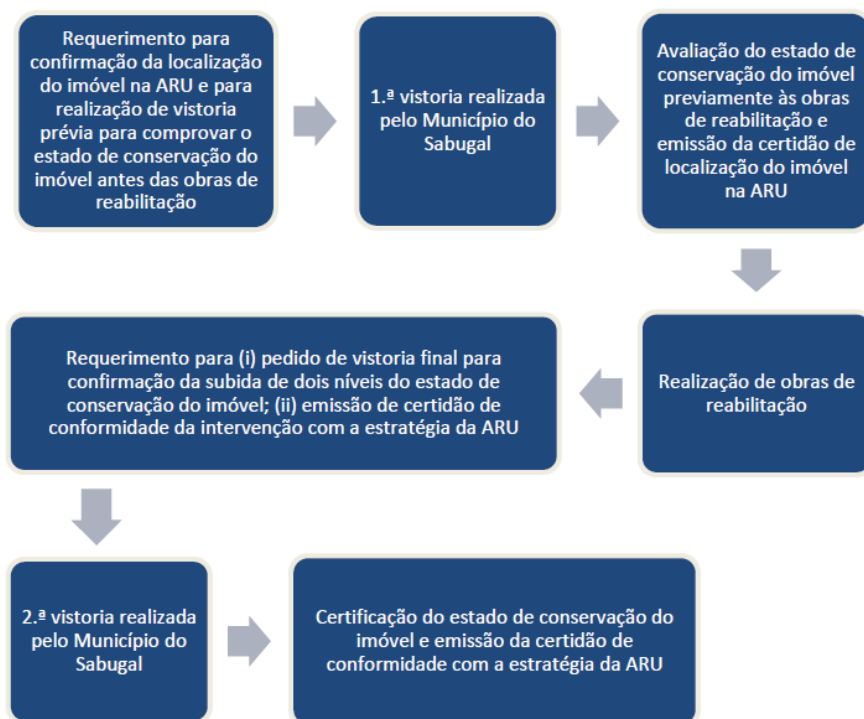 Requerimento para
confirmação da localização
do imóvel na ARU e para
realização de vistoria
prévia para comprovar o
estado de conservação do
imóvel antes das obras de
reabilitação
1.ª vistoria realizada
pelo Município do
Sabugal
Avaliação do estado de
conservação do imóvel
previamente às obras
de reabilitação e
emissão da certidão de
localização do imóvel
na ARU
Realização de obras de
reabilitação
Requerimento para (i) pedido de vistoria final para
confirmação da subida de dois níveis do estado de
conservação do imóvel; (ii) emissão de certidão de
conformidade da intervenção com a estratégia da ARU
2.ª vistoria realizada
pelo Município do
Sabugal
Certificação do estado de conservação do
imóvel e emissão da certidão de
conformidade com a estratégia da ARU